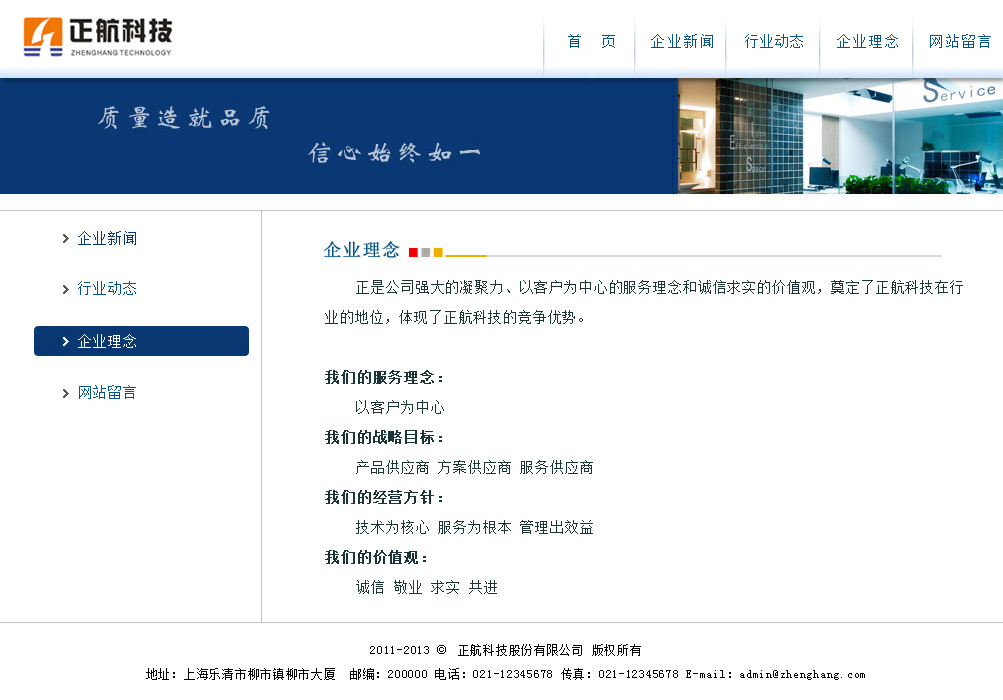 正航科技
ZHENGHANG TECHNOLOGY
首 页
企业新闻
行业动态
企业理念
网站留言
质量造就品质
信心始终如一
Service
Efficiency
Space
企业新闻
行业动态
企业理念
网站留言
企业理念
正是公司强大的凝聚力、以客户为中心的服务理念和诚信求实的价值观，奠定了正航科技在行
业的地位，体现了正航科技的竞争优势。
我们的服务理念：
以客户为中心
我们的战略目标：
产品供应商 方案供应商 服务供应商
我们的经营方针：
技术为核心 服务为根本 管理出效益
我们的价值观：
诚信 敬业 求实 共进
2011-2013 © 正航科技股份有限公司 版权所有
地址：上海乐清市柳市镇柳市大厦 邮编：200000 电话：021-12345678 传真：021-12345678 E-mail：admin@zhenghang.com